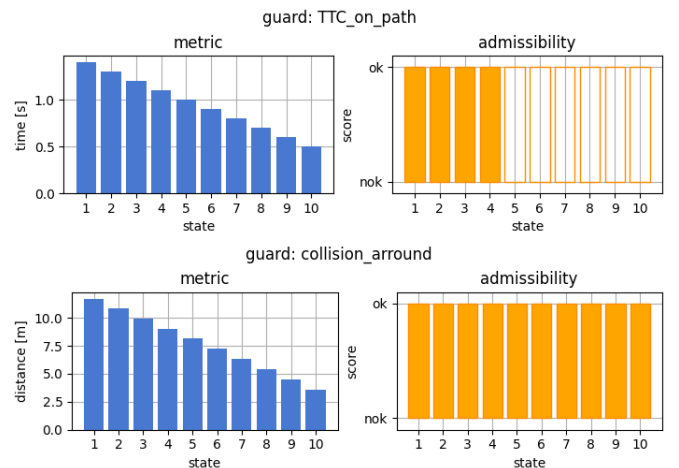 guard: TTC_on_path
metric
admissibility
time [s]
1.0
0.5
0.0
1 2 3 4 5 6 7 8 9 10
state
score
ok
nok
1 2 3 4 5 6 7 8 9 10
state
guard: collision_arround
metric
admissibility
distance [m]
10.0
7.5
5.0
2.5
0.0
1 2 3 4 5 6 7 8 9 10
state
score
ok
nok
1 2 3 4 5 6 7 8 9 10
state